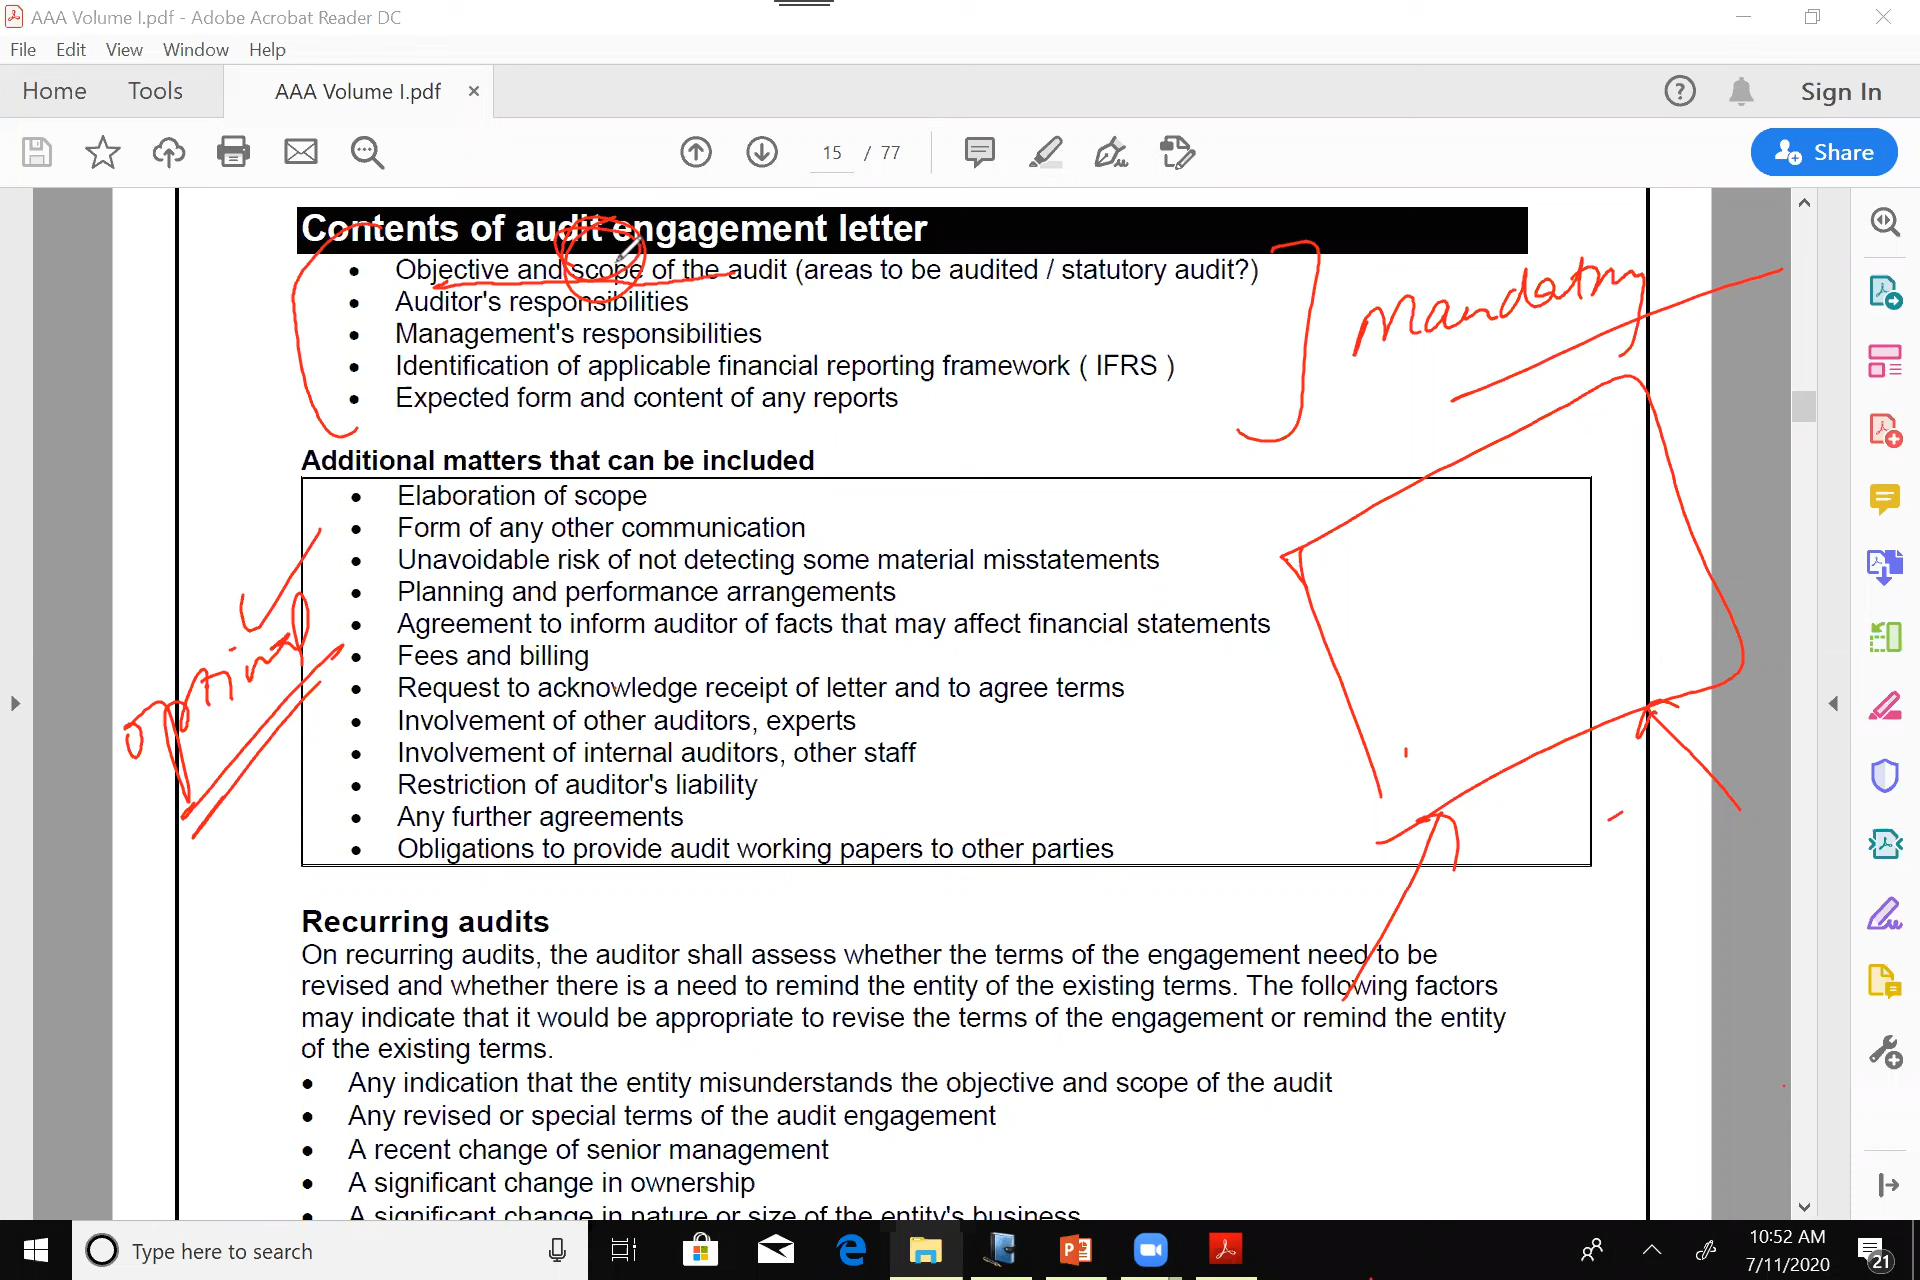 AAA Volume I.pdf - Adobe Acrobat Reader DC
File Edit View Window Help
Home Tools AAA Volume I.pdf × Sign In
15 / 77 Share
Contents of audit engagement letter
• Objective and scope of the audit (areas to be audited / statutory audit?)
• Auditor's responsibilities
• Management's responsibilities
• Identification of applicable financial reporting framework ( IFRS )
• Expected form and content of any reports
Mandatory
Additional matters that can be included
• Elaboration of scope
• Form of any other communication
• Unavoidable risk of not detecting some material misstatements
• Planning and performance arrangements
• Agreement to inform auditor of facts that may affect financial statements
• Fees and billing
• Request to acknowledge receipt of letter and to agree terms
• Involvement of other auditors, experts
• Involvement of internal auditors, other staff
• Restriction of auditor's liability
• Any further agreements
• Obligations to provide audit working papers to other parties
optional
Recurring audits
On recurring audits, the auditor shall assess whether the terms of the engagement need to be
revised and whether there is a need to remind the entity of the existing terms. The following factors
may indicate that it would be appropriate to revise the terms of the engagement or remind the entity
of the existing terms.
• Any indication that the entity misunderstands the objective and scope of the audit
• Any revised or special terms of the audit engagement
• A recent change of senior management
• A significant change in ownership
• A significant change in nature or size of the entity's business
Type here to search
10:52 AM
7/11/2020
21